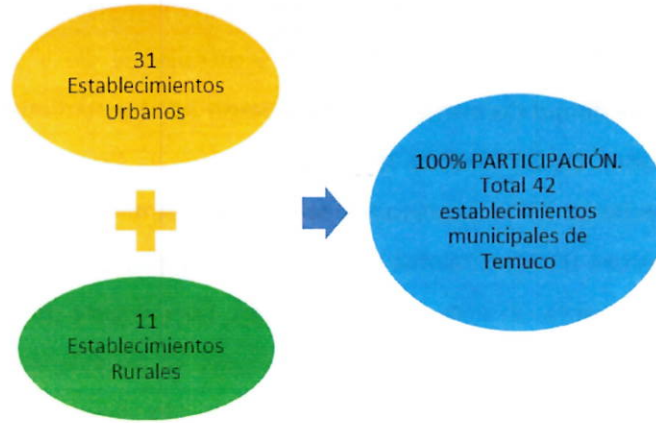 31
Establecimientos
Urbanos
11
Establecimientos
Rurales
100% PARTICIPACIÓN.
Total 42
establecimientos
municipales de
Temuco